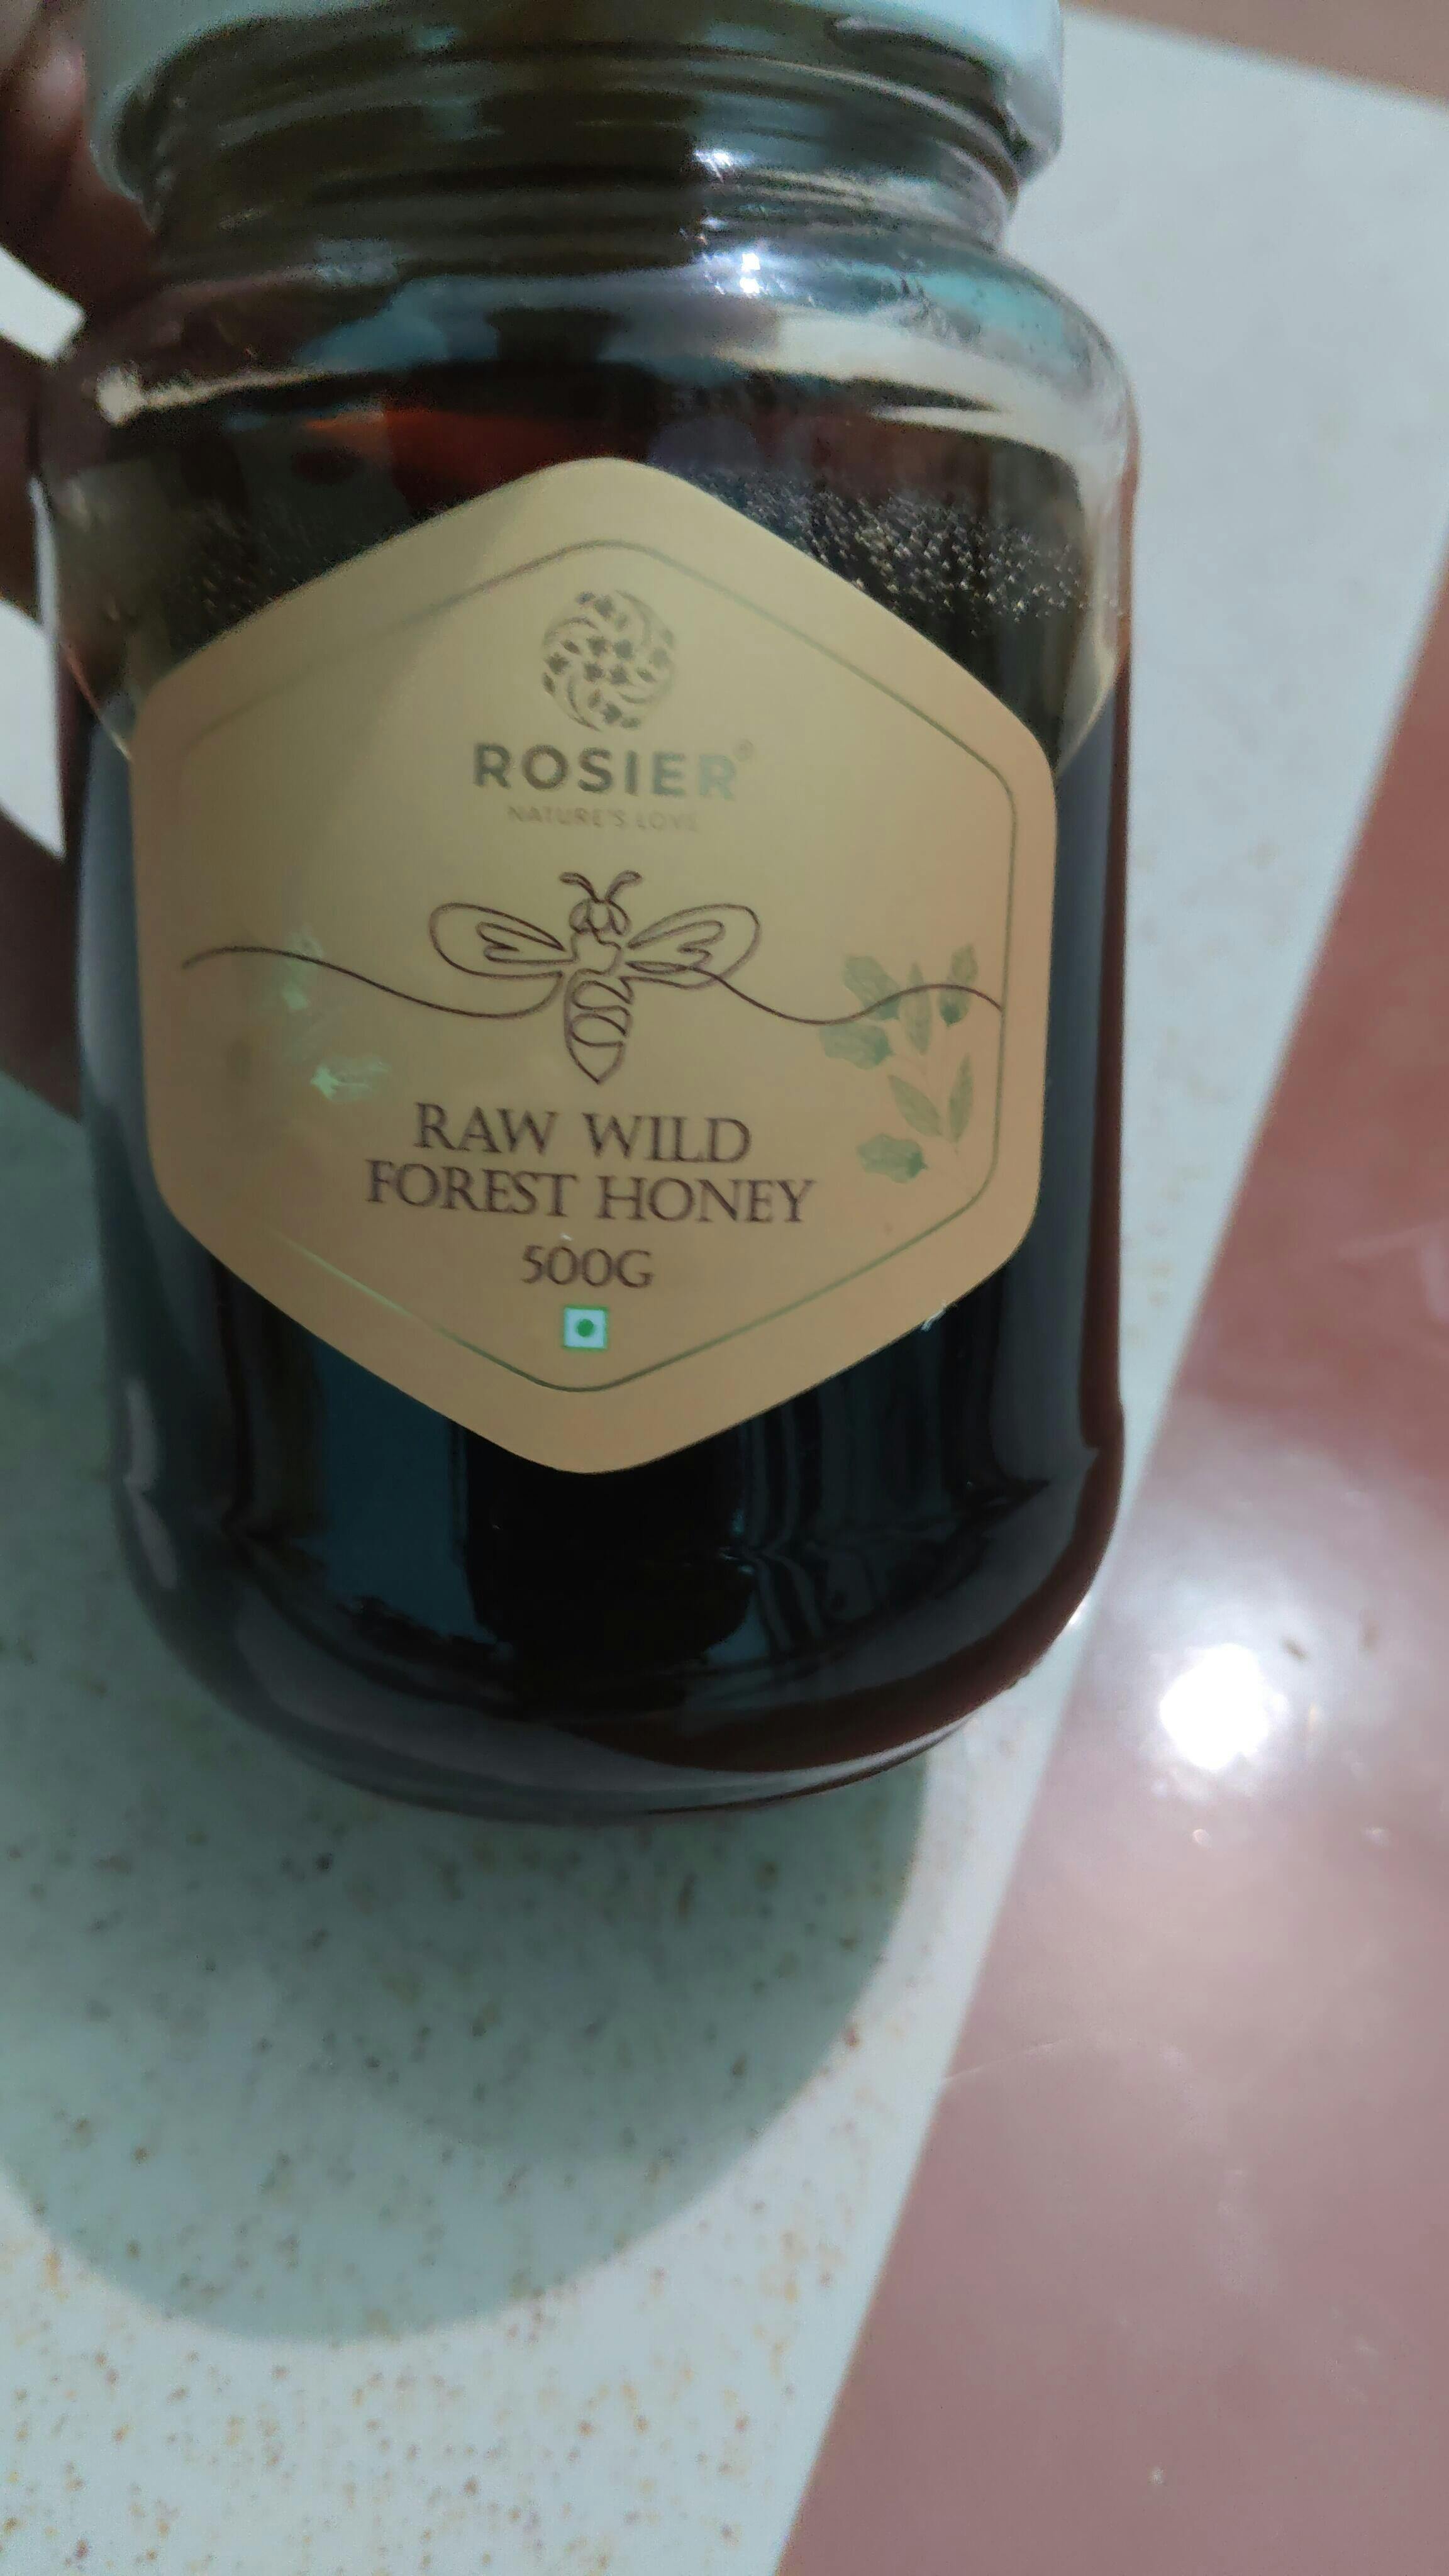 ROSIER®
NATURE'S LOVE
RAW WILD
FOREST HONEY
500G